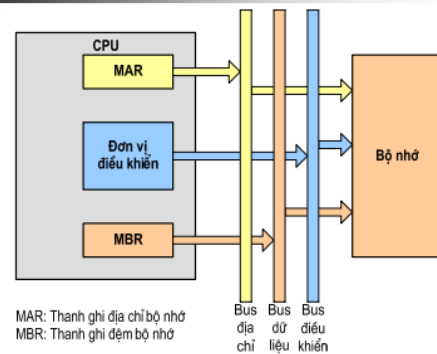 CPU
MAR
Đơn vị
điều khiển
MBR
Bộ nhớ
MAR: Thanh ghi địa chỉ bộ nhớ
MBR: Thanh ghi đệm bộ nhớ
Bus
địa
chỉ
Bus
dữ
liệu
Bus
điều
khiển